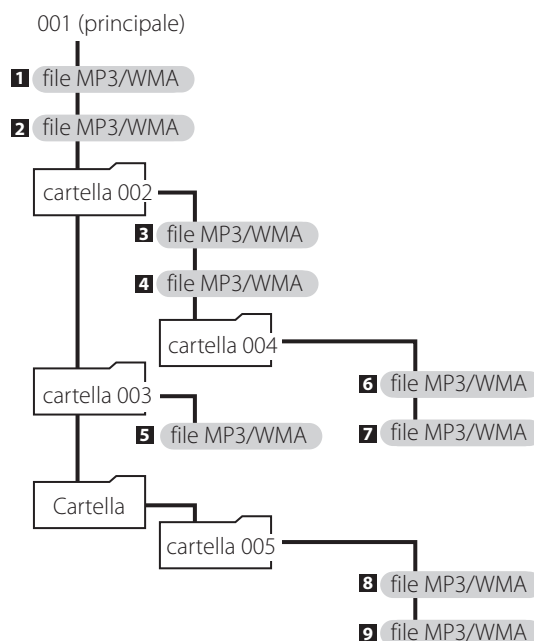 001 (principale)
1 file MP3/WMA
2 file MP3/WMA
cartella 002
3 file MP3/WMA
4 file MP3/WMA
cartella 004
6 file MP3/WMA
7 file MP3/WMA
cartella 003
5 file MP3/WMA
Cartella
cartella 005
8 file MP3/WMA
9 file MP3/WMA